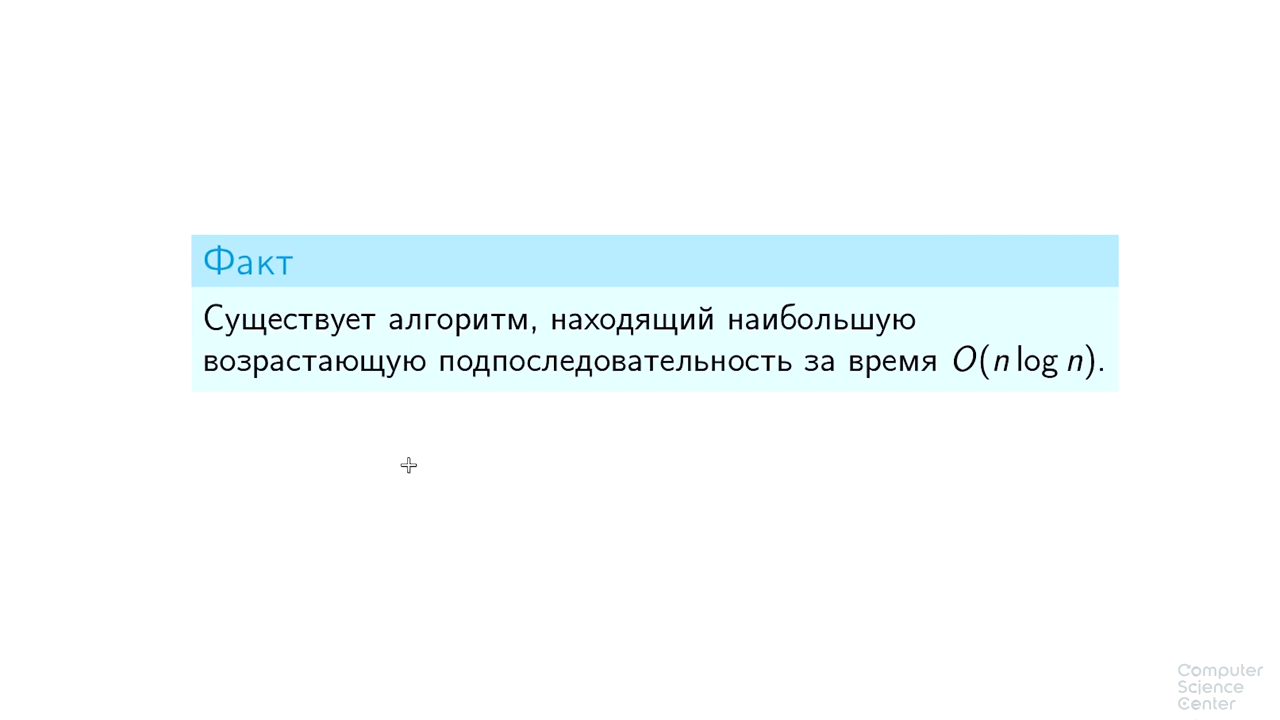 Факт
Существует алгоритм, находящий наибольшую
возрастающую подпоследовательность за время O(n log n).
Computer
Science
Center